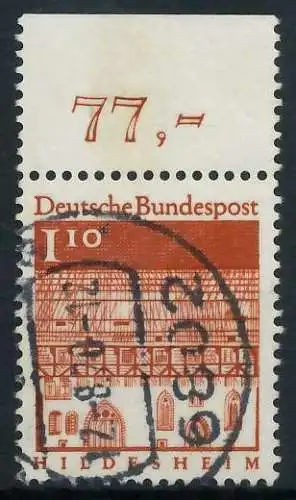 77,-
Deutsche Bundespost
1 10
HILDESHEIM